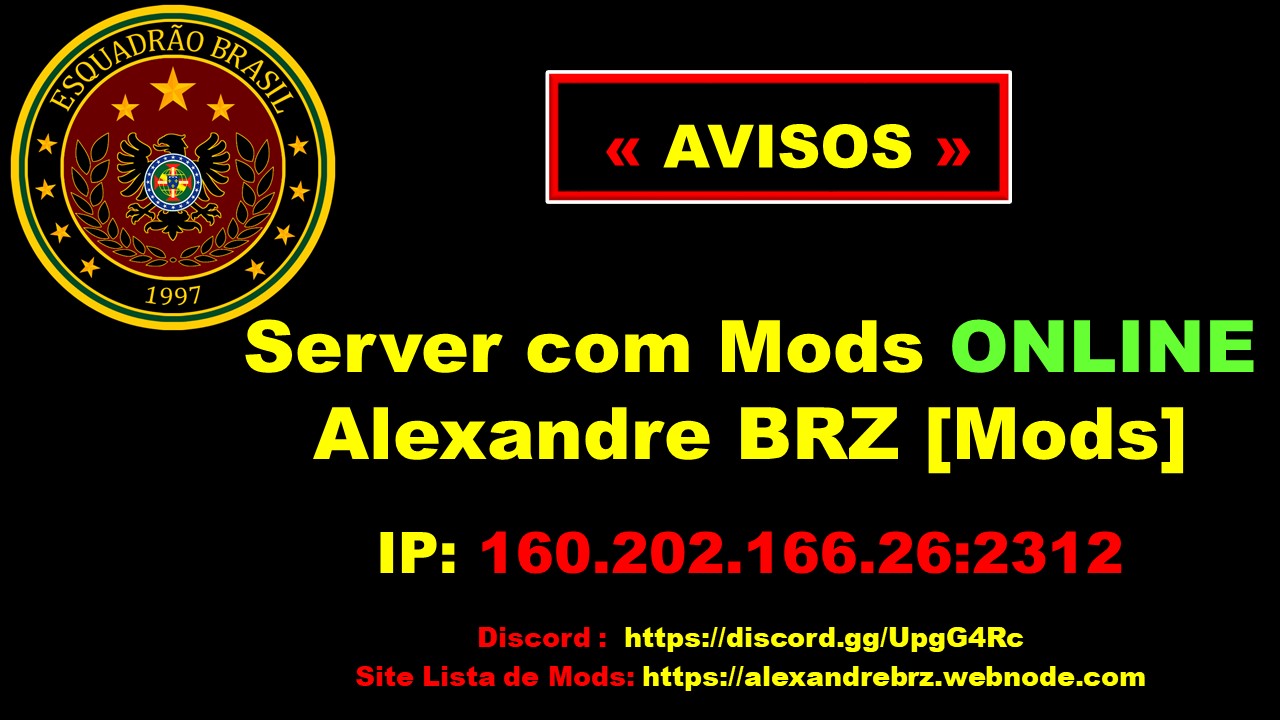 ESQUADRÃO BRASIL
1997
« AVISOS »
Server com Mods ONLINE
Alexandre BRZ [Mods]
IP: 160.202.166.26:2312
Discord : https://discord.gg/UpgG4Rc
Site Lista de Mods: https://alexandrebrz.webnode.com